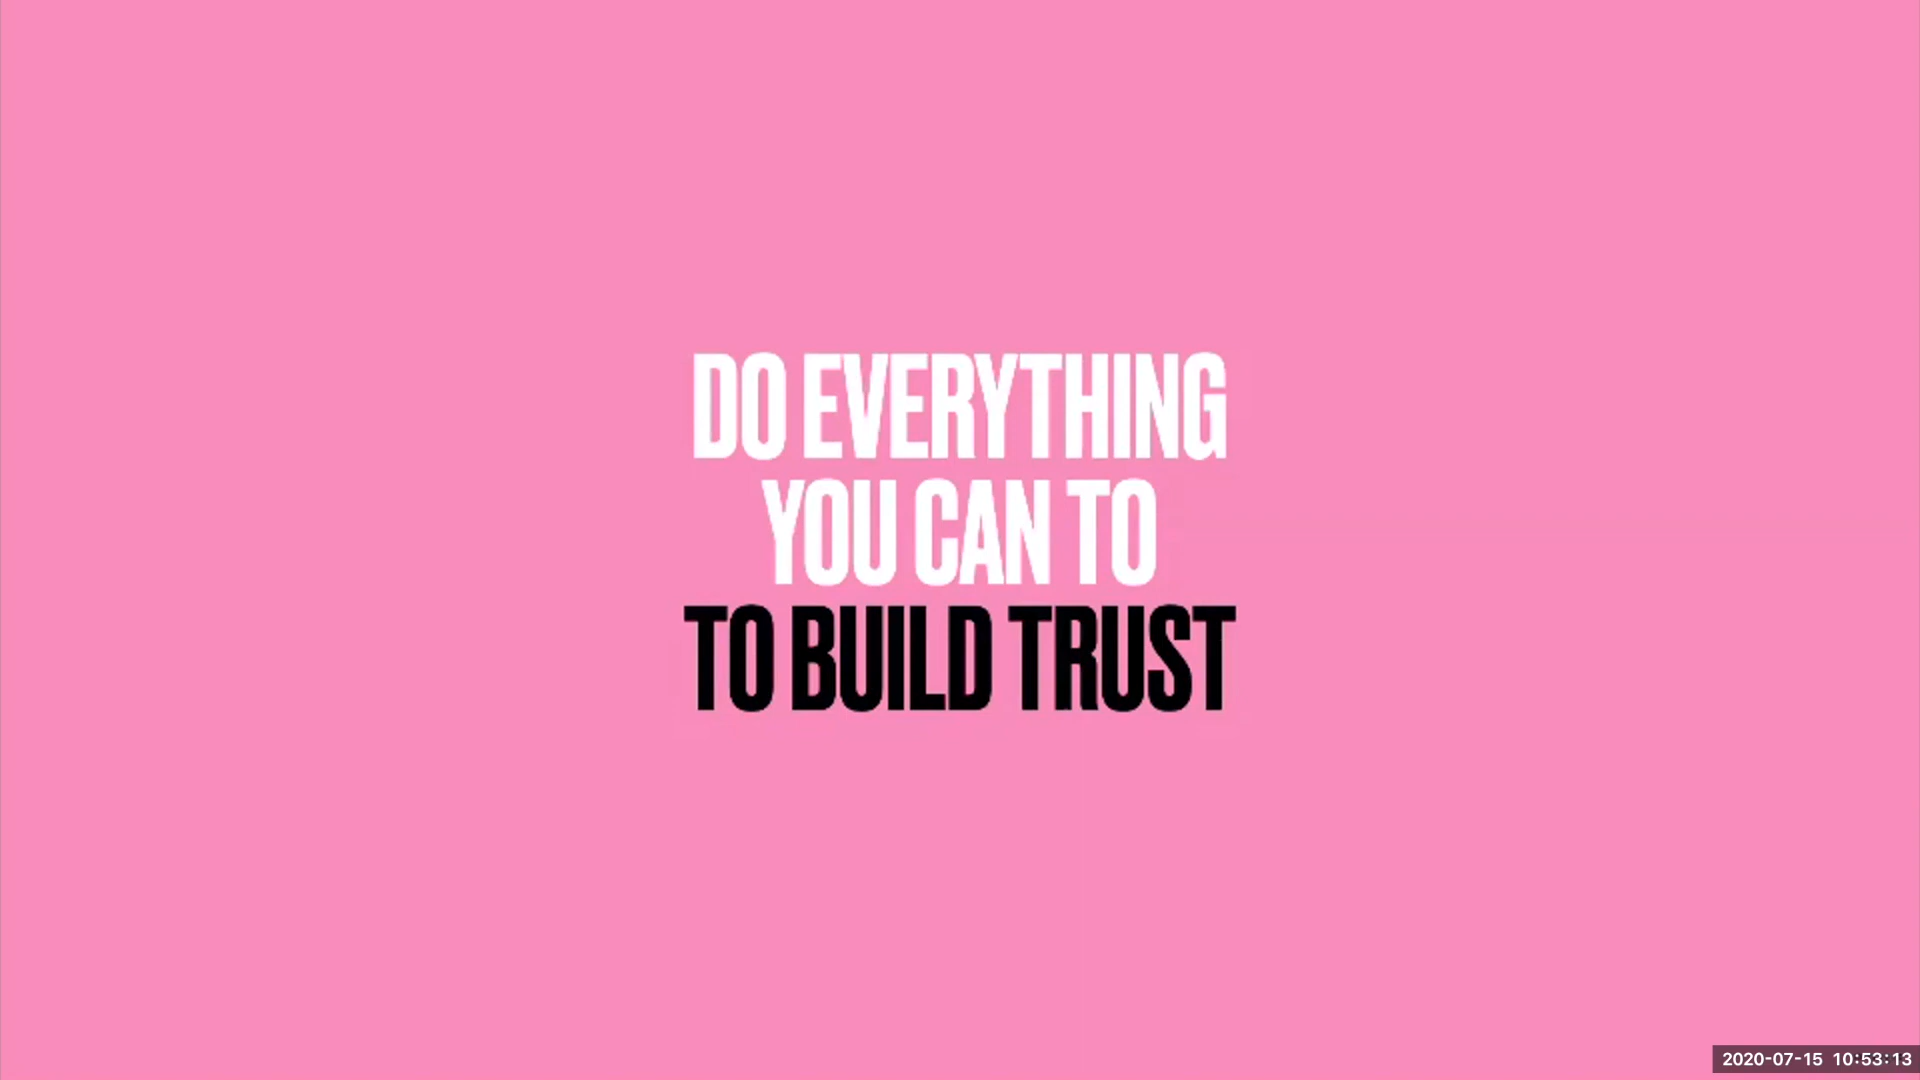 DO EVERYTHING
YOU CAN TO
TO BUILD TRUST
2020-07-15 10:53:13